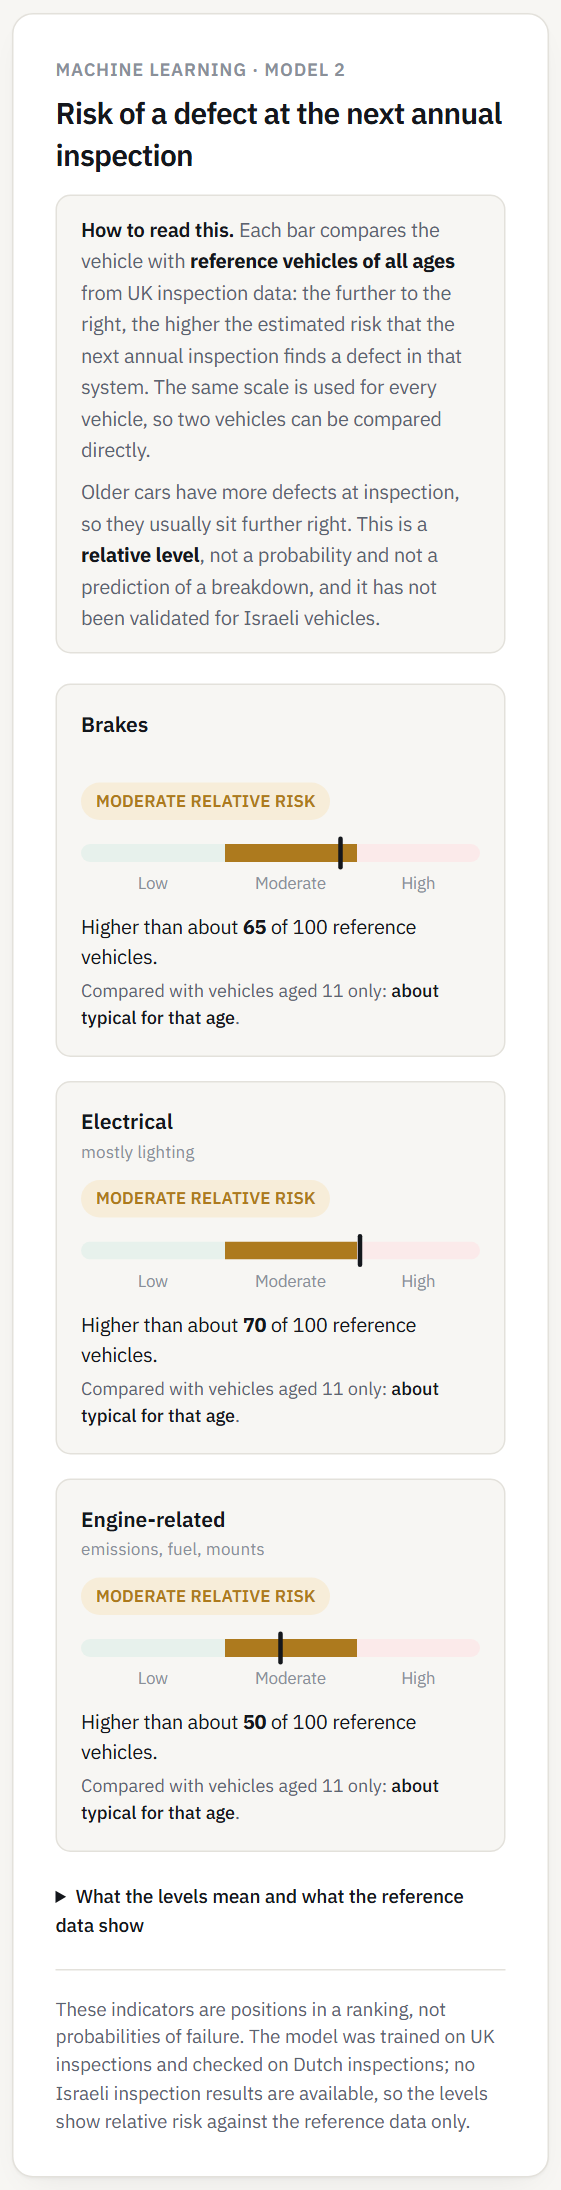 MACHINE LEARNING · MODEL 2
Risk of a defect at the next annual
inspection
How to read this. Each bar compares the
vehicle with reference vehicles of all ages
from UK inspection data: the further to the
right, the higher the estimated risk that the
next annual inspection finds a defect in that
system. The same scale is used for every
vehicle, so two vehicles can be compared
directly.
Older cars have more defects at inspection,
so they usually sit further right. This is a
relative level, not a probability and not a
prediction of a breakdown, and it has not
been validated for Israeli vehicles.
Brakes
MODERATE RELATIVE RISK
Low Moderate High
Higher than about 65 of 100 reference
vehicles.
Compared with vehicles aged 11 only: about
typical for that age.
Electrical
mostly lighting
MODERATE RELATIVE RISK
Low Moderate High
Higher than about 70 of 100 reference
vehicles.
Compared with vehicles aged 11 only: about
typical for that age.
Engine-related
emissions, fuel, mounts
MODERATE RELATIVE RISK
Low Moderate High
Higher than about 50 of 100 reference
vehicles.
Compared with vehicles aged 11 only: about
typical for that age.
▶ What the levels mean and what the reference
data show
These indicators are positions in a ranking, not
probabilities of failure. The model was trained on UK
inspections and checked on Dutch inspections; no
Israeli inspection results are available, so the levels
show relative risk against the reference data only.